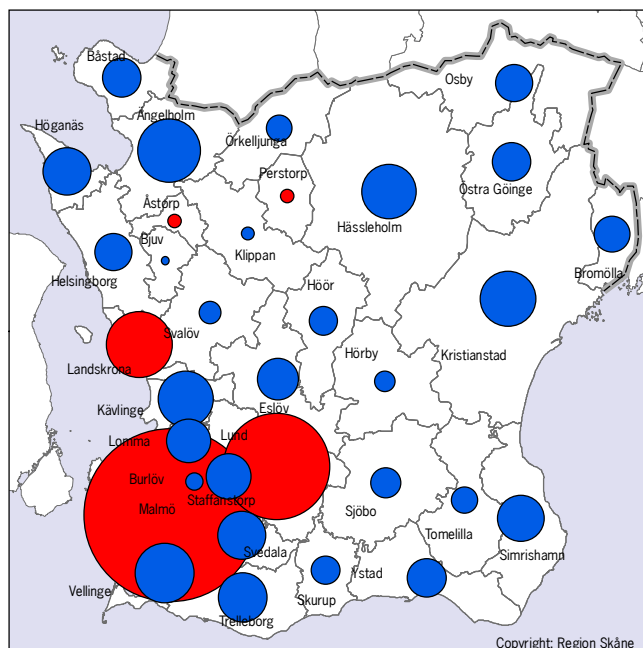 Båstad
Osby
Höganäs
Ängelholm
Örkelljunga
Perstorp
Östra Göinge
Åstorp
Hässleholm
Bjuv
Klippan
Bromölla
Helsingborg
Höör
Svalöv
Hörby
Kristianstad
Landskrona
Kävlinge
Eslöv
Lomma
Lund
Burlöv
Staffanstorp
Malmö
Sjöbo
Tomelilla
Svedala
Simrishamn
Vellinge
Ystad
Skurup
Trelleborg
Copyright: Region Skåne